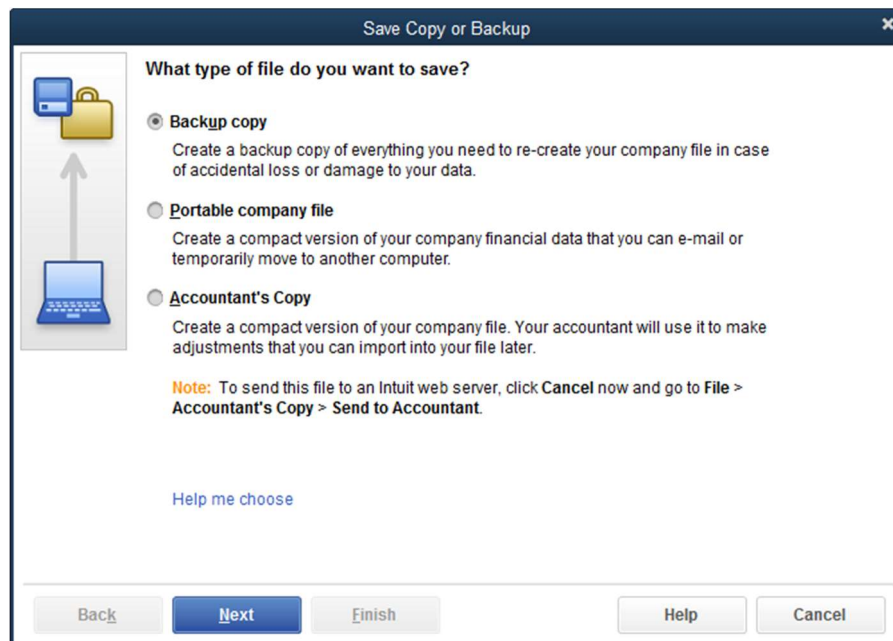 Save Copy or Backup
What type of file do you want to save?
Backup copy
Create a backup copy of everything you need to re-create your company file in case
of accidental loss or damage to your data.
Portable company file
Create a compact version of your company financial data that you can e-mail or
temporarily move to another computer.
Accountant's Copy
Create a compact version of your company file. Your accountant will use it to make
adjustments that you can import into your file later.
Note: To send this file to an Intuit web server, click Cancel now and go to File >
Accountant's Copy > Send to Accountant.
Help me choose
Back Next Finish Help Cancel